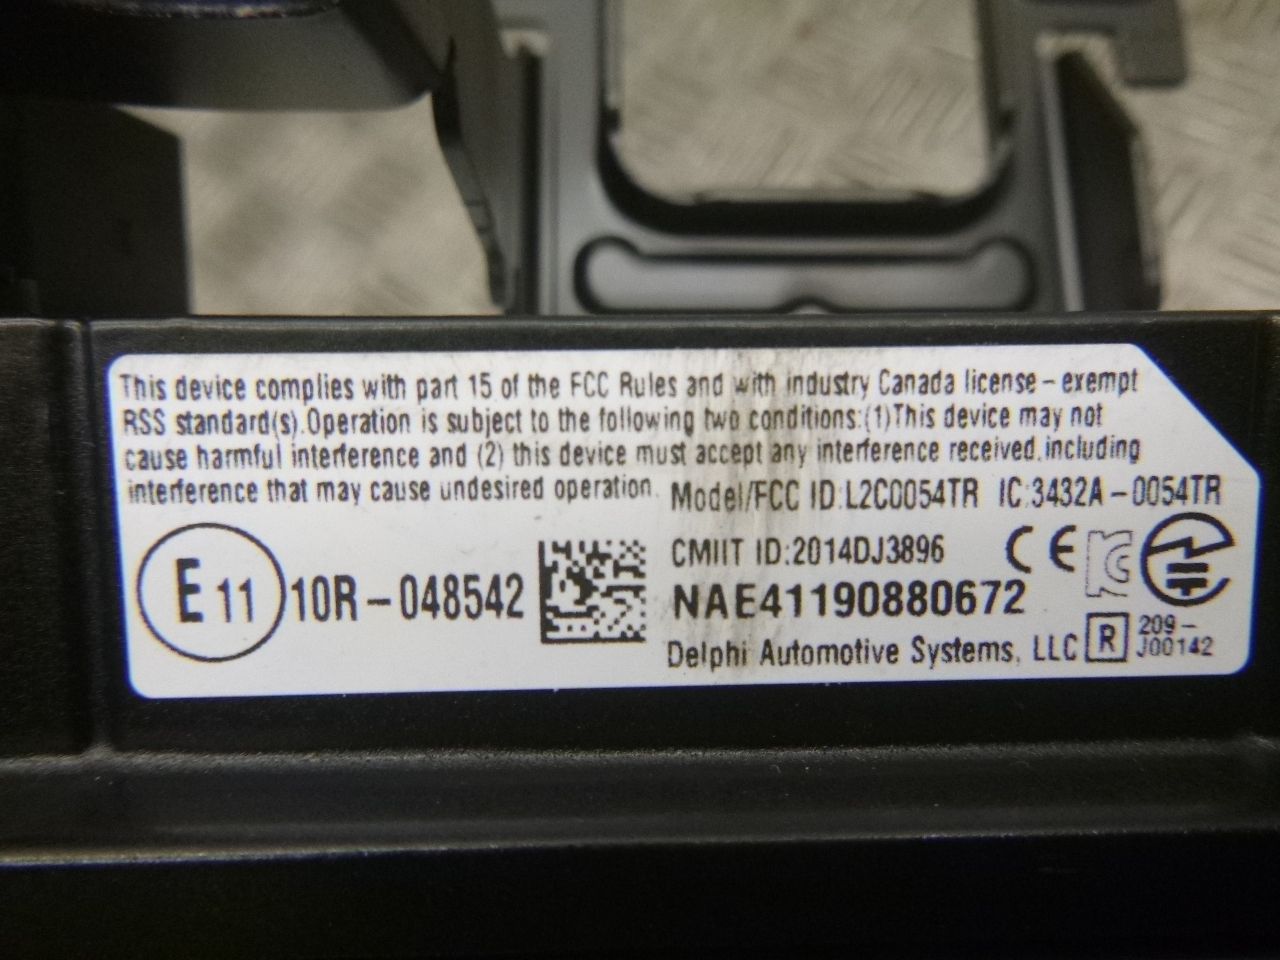 This device complies with part 15 of the FCC Rules and with industry Canada license-exempt
RSS standard(s).Operation is subject to the following two conditions:(1)This device may not
cause harmful interference and (2) this device must accept any interference received,including
interference that may cause undesired operation. Model/FCC ID:L2C0054TR IC:3432A-0054TR
E 11 10R-048542
CMIIT ID:2014DJ3896 CE
NAE41190880672
Delphi Automotive Systems, LLC R 209-
J00142